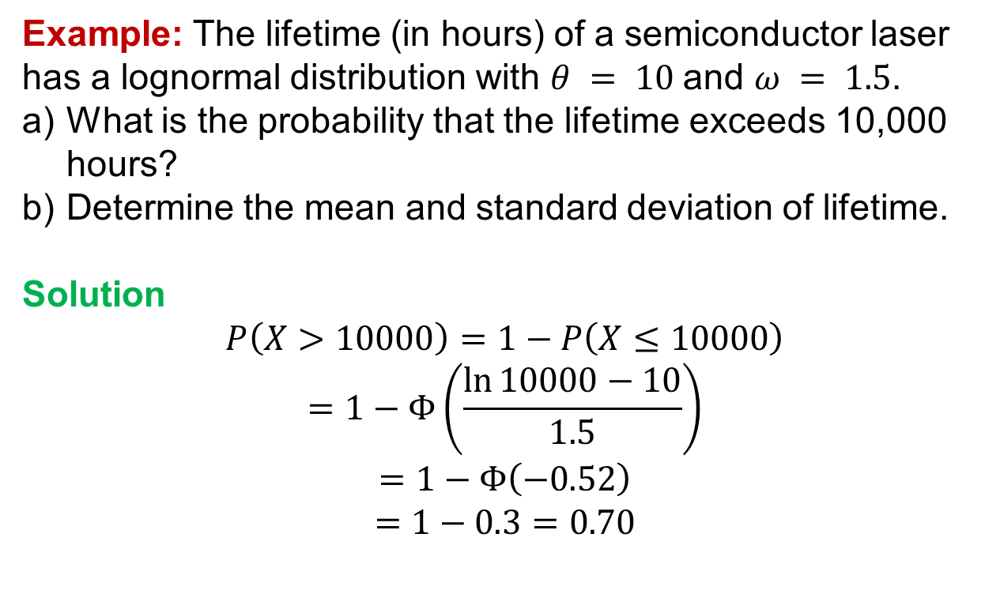 Example: The lifetime (in hours) of a semiconductor laser
has a lognormal distribution with θ = 10 and ω = 1.5.
a) What is the probability that the lifetime exceeds 10,000
hours?
b) Determine the mean and standard deviation of lifetime.
Solution
P(X > 10000) = 1 − P(X ≤ 10000)
= 1 − Φ((ln 10000 − 10)/1.5)
= 1 − Φ(−0.52)
= 1 − 0.3 = 0.70